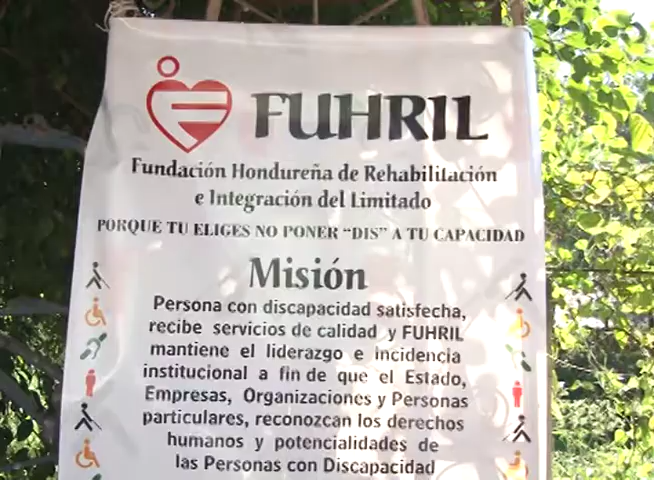 FUHRIL
Fundación Hondureña de Rehabilitación
e Integración del Limitado
PORQUE TU ELIGES NO PONER “DIS” A TU CAPACIDAD
Misión
Persona con discapacidad satisfecha,
recibe servicios de calidad y FUHRIL
mantiene el liderazgo e incidencia
institucional a fin de que el Estado,
Empresas, Organizaciones y Personas
particulares, reconozcan los derechos
humanos y potencialidades de
las Personas con Discapacidad